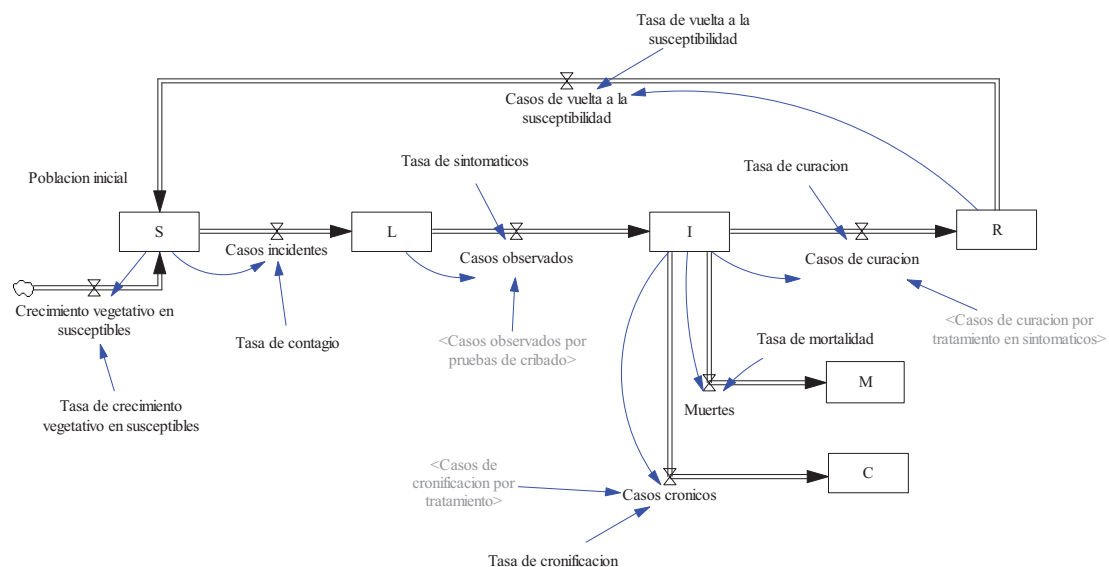 Tasa de vuelta a la
susceptibilidad
Casos de vuelta a la
susceptibilidad
Tasa de sintomaticos
Tasa de curacion
Poblacion inicial
S
L
I
R
Casos incidentes
Casos observados
Casos de curacion
Crecimiento vegetativo en
susceptibles
Tasa de contagio
<Casos observados por
pruebas de cribado>
<Casos de curacion por
tratamiento en sintomaticos>
Tasa de mortalidad
M
Muertes
Tasa de crecimiento
vegetativo en susceptibles
<Casos de
cronificacion por
tratamiento>
C
Casos cronicos
Tasa de cronificacion